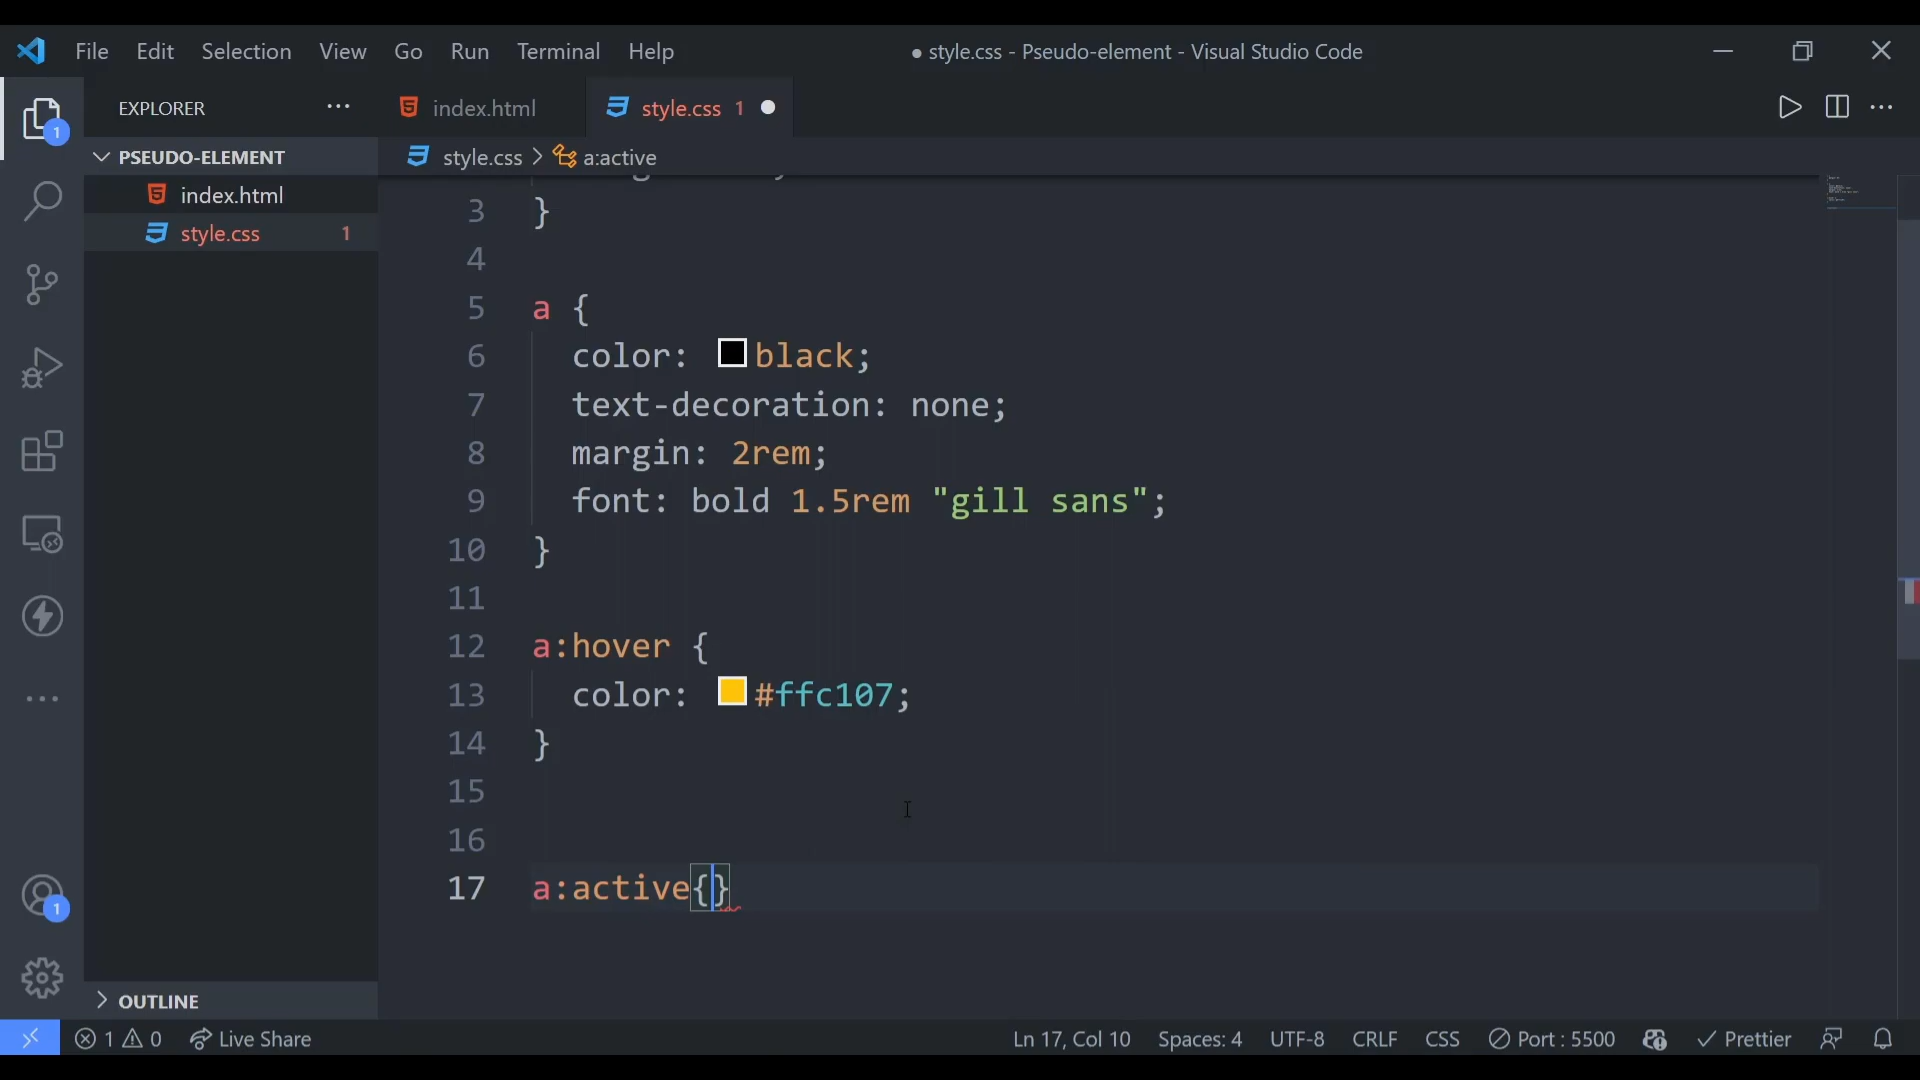 File Edit Selection View Go Run Terminal Help
● style.css - Pseudo-element - Visual Studio Code
EXPLORER
index.html
style.css 1
PSEUDO-ELEMENT
style.css > a:active
index.html
style.css 1
3 }
4
5 a {
6 color: black;
7 text-decoration: none;
8 margin: 2rem;
9 font: bold 1.5rem "gill sans";
10 }
11
12 a:hover {
13 color: #ffc107;
14 }
15
16
17 a:active{}
1
1
OUTLINE
1 0 Live Share
Ln 17, Col 10 Spaces: 4 UTF-8 CRLF CSS Port : 5500 Prettier